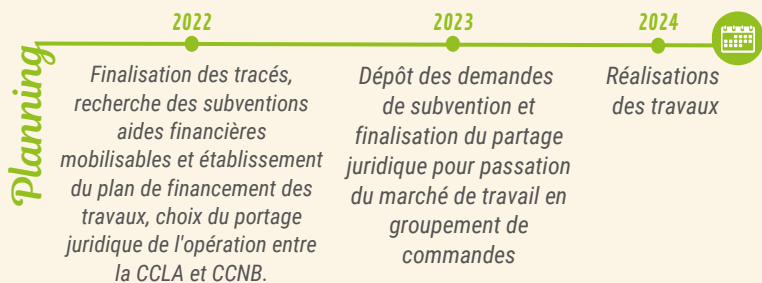 Planning
2022
Finalisation des tracés,
recherche des subventions
aides financières
mobilisables et établissement
du plan de financement des
travaux, choix du portage
juridique de l'opération entre
la CCLA et CCNB.
2023
Dépôt des demandes
de subvention et
finalisation du partage
juridique pour passation
du marché de travail en
groupement de
commandes
2024
Réalisations
des travaux